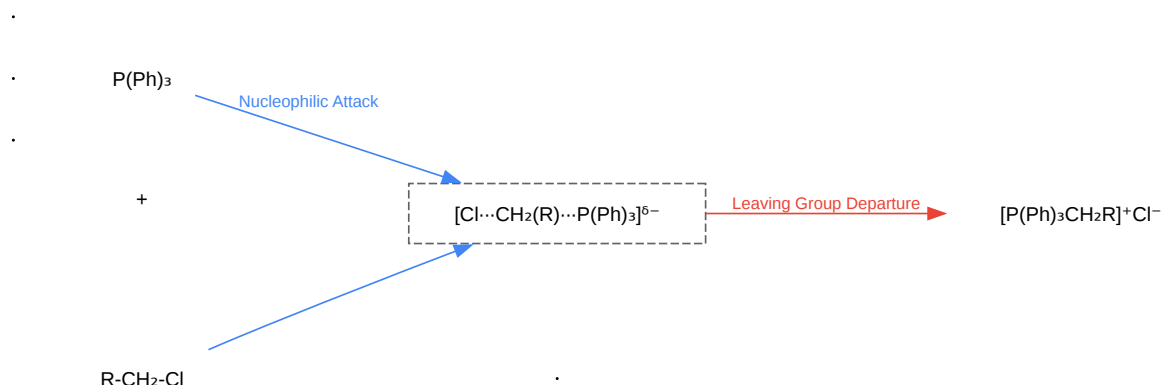 P(Ph)₃
Nucleophilic Attack
+
[Cl···CH₂(R)···P(Ph)₃]ᵟ⁻
Leaving Group Departure
[P(Ph)₃CH₂R]⁺Cl⁻
R-CH₂-Cl